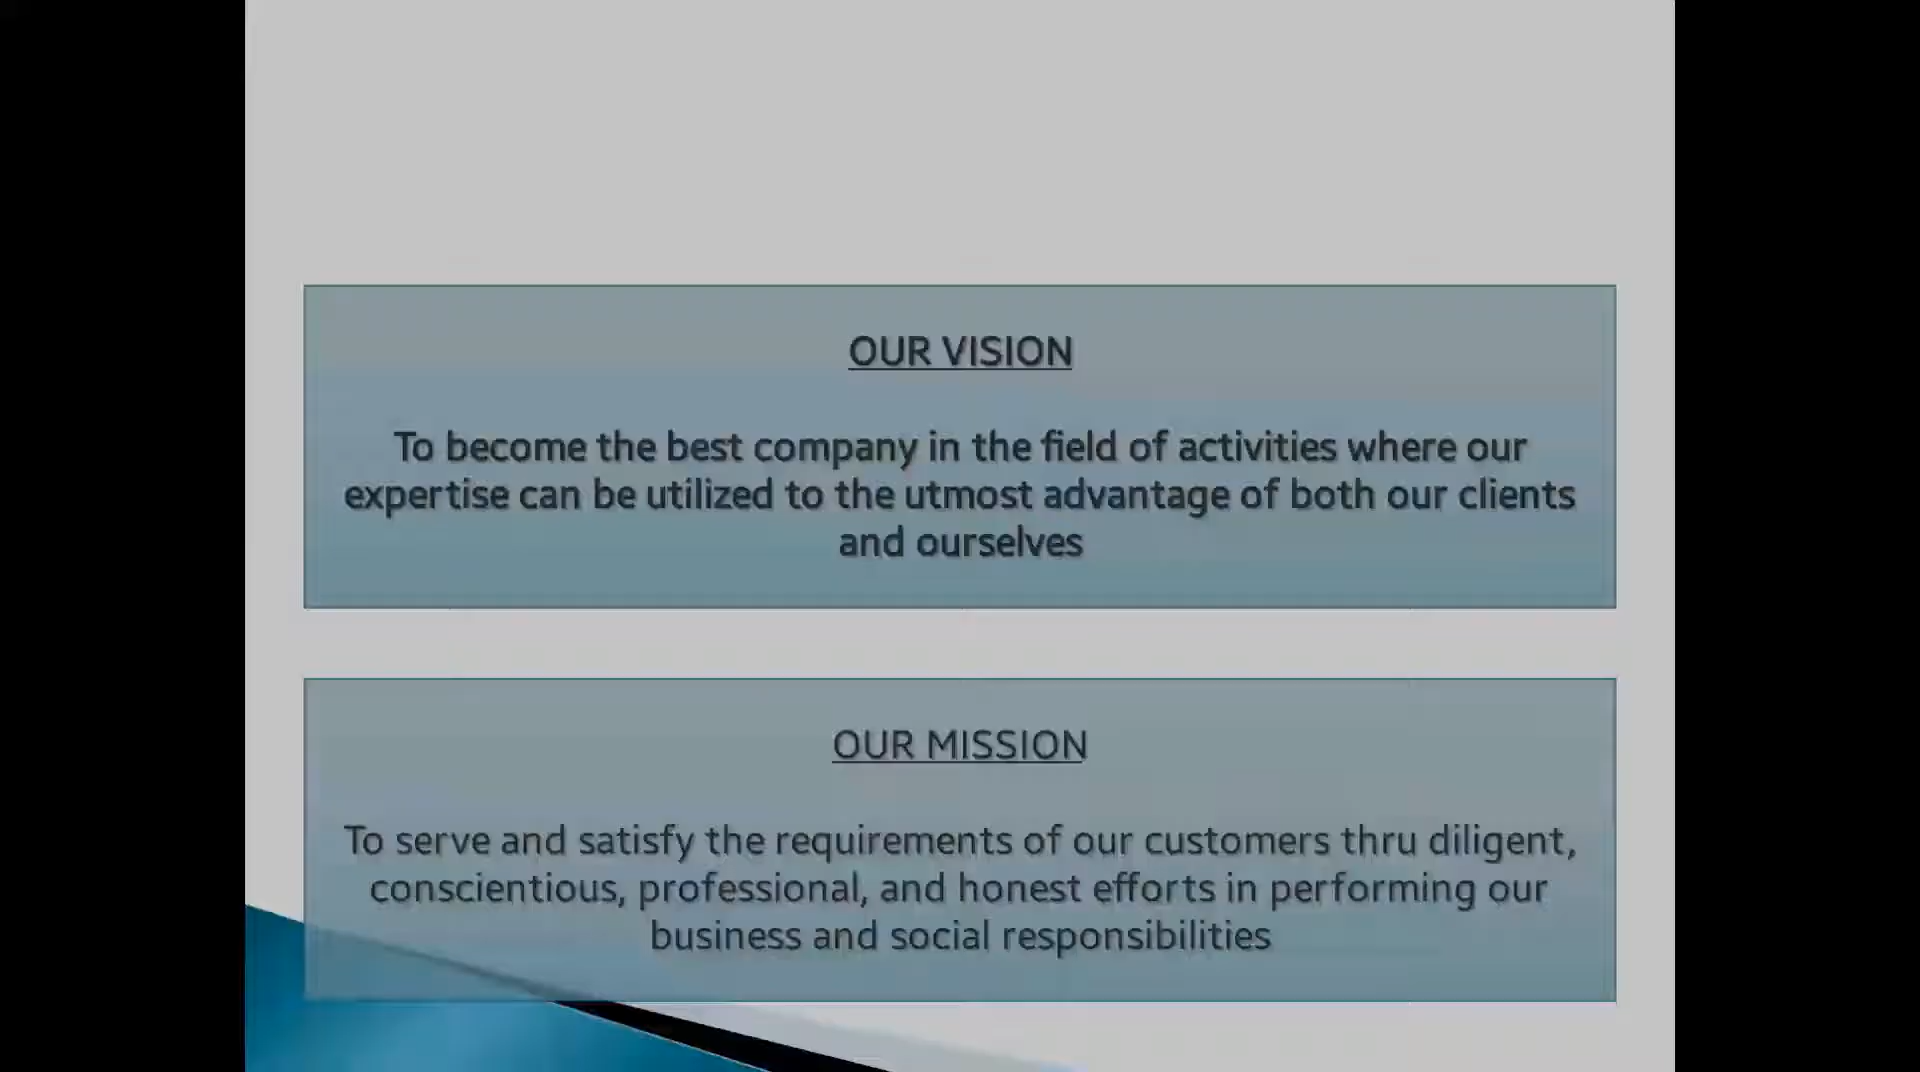 OUR VISION
To become the best company in the field of activities where our
expertise can be utilized to the utmost advantage of both our clients
and ourselves
OUR MISSION
To serve and satisfy the requirements of our customers thru diligent,
conscientious, professional, and honest efforts in performing our
business and social responsibilities